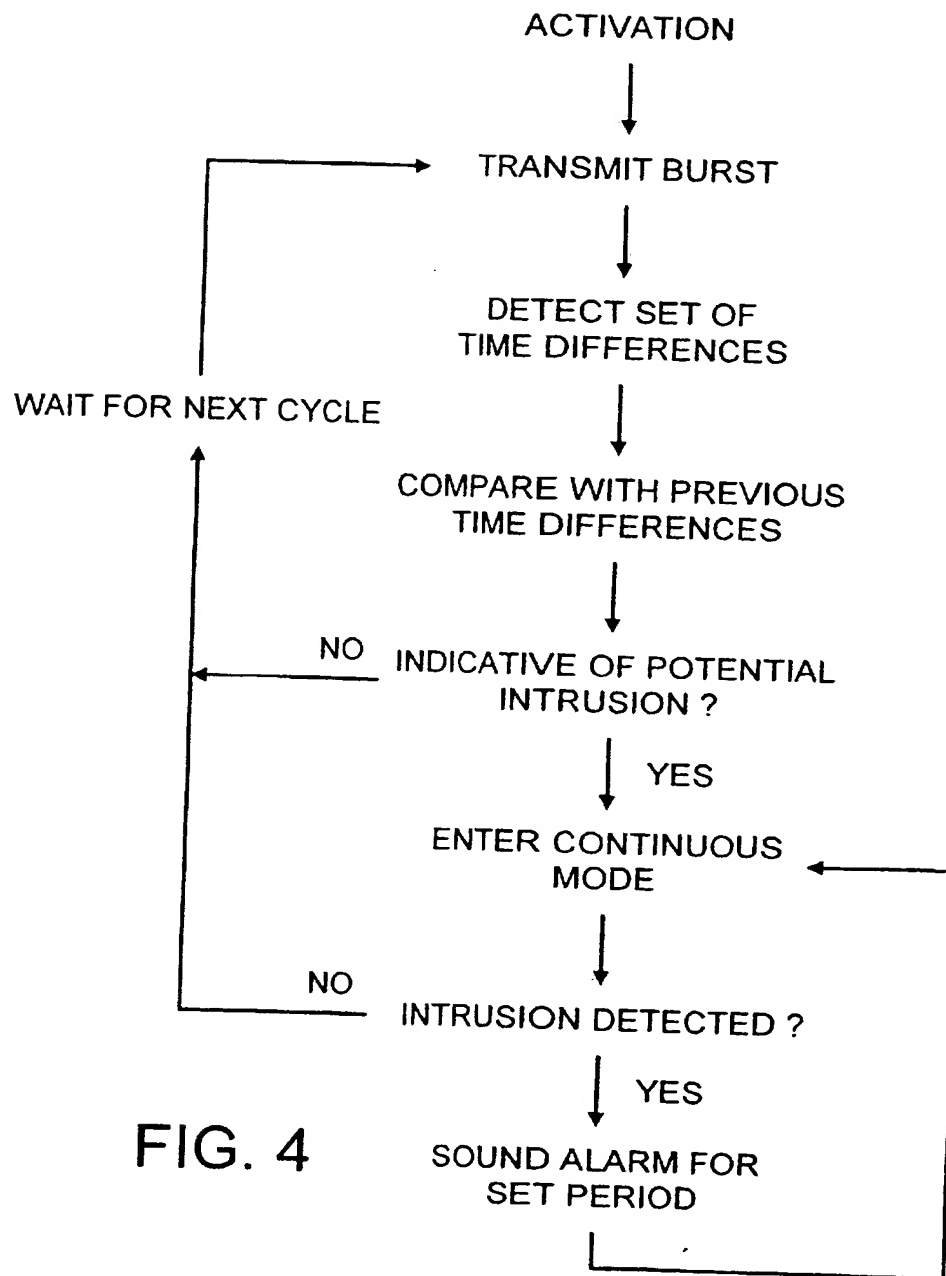 ACTIVATION
TRANSMIT BURST
DETECT SET OF
TIME DIFFERENCES
WAIT FOR NEXT CYCLE
COMPARE WITH PREVIOUS
TIME DIFFERENCES
NO
INDICATIVE OF POTENTIAL
INTRUSION ?
YES
ENTER CONTINUOUS
MODE
NO
INTRUSION DETECTED ?
YES
FIG. 4
SOUND ALARM FOR
SET PERIOD